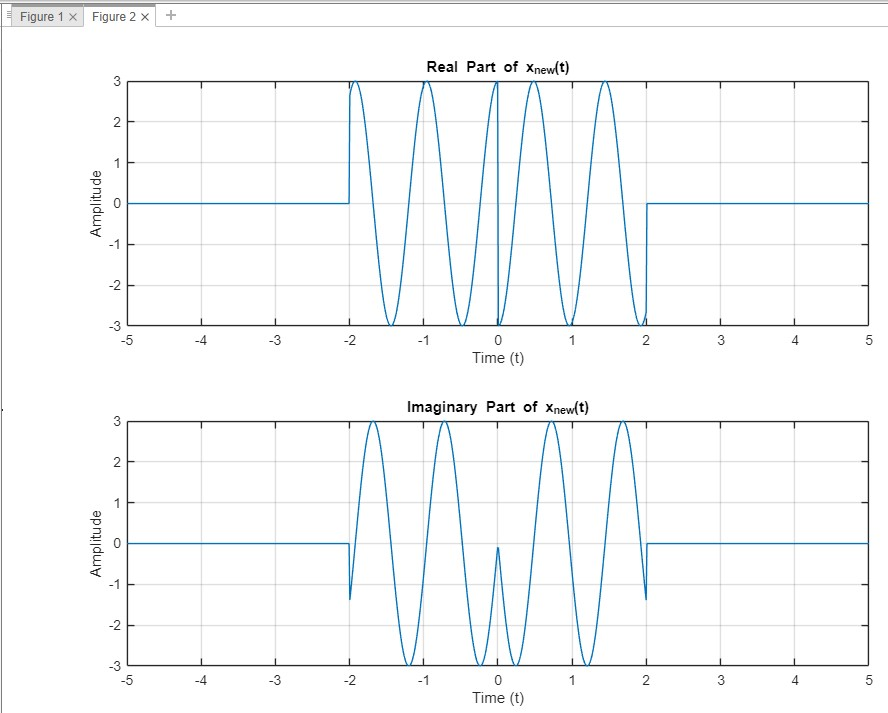 Figure 1 × Figure 2 × +
Real Part of xnew(t)
3
2
1
0
-1
-2
-3
Amplitude
-5 -4 -3 -2 -1 0 1 2 3 4 5
Time (t)
Imaginary Part of xnew(t)
3
2
1
0
-1
-2
-3
Amplitude
-5 -4 -3 -2 -1 0 1 2 3 4 5
Time (t)